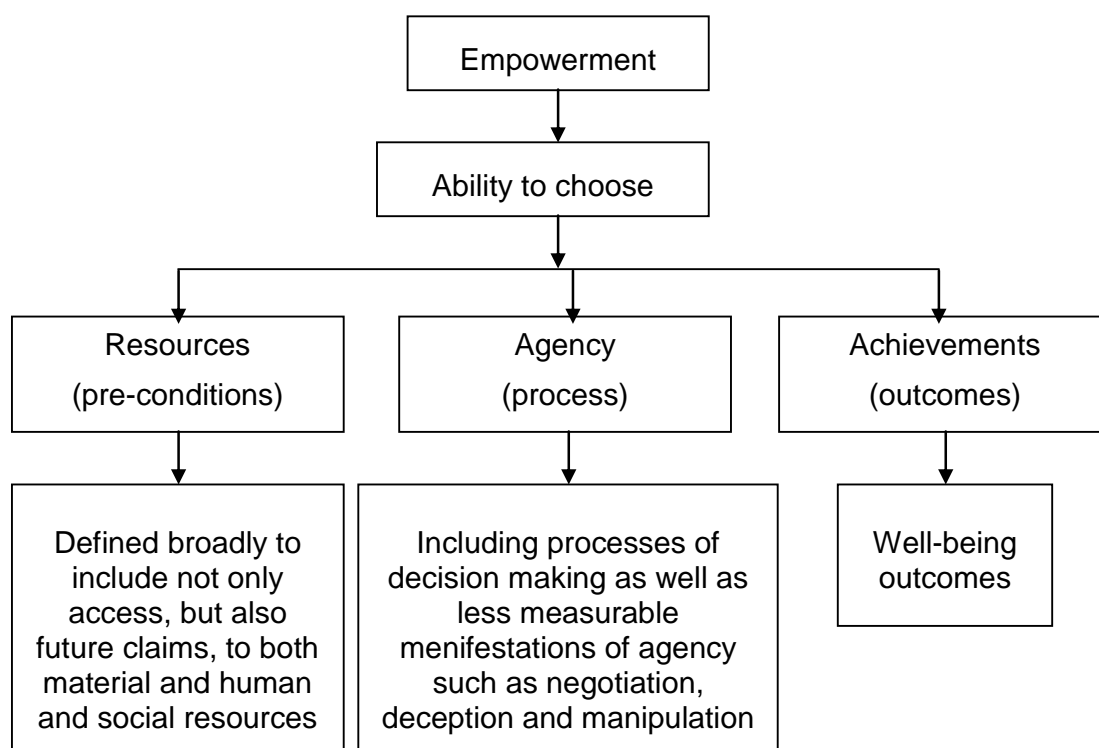 Empowerment
Ability to choose
Resources
(pre-conditions)
Agency
(process)
Achievements
(outcomes)
Defined broadly to
include not only
access, but also
future claims, to both
material and human
and social resources
Including processes of
decision making as well as
less measurable
menifestations of agency
such as negotiation,
deception and manipulation
Well-being
outcomes